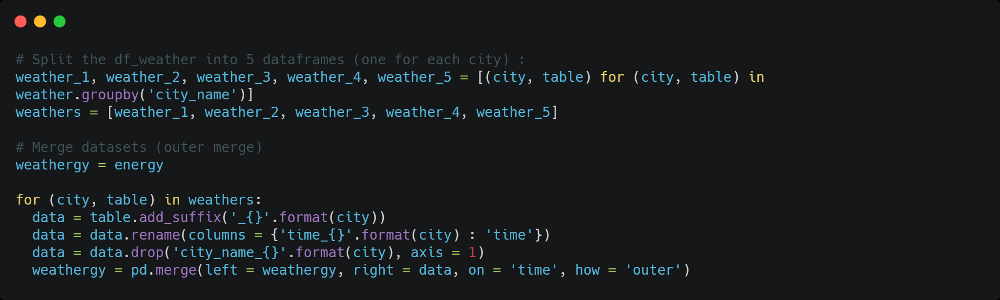 # Split the df_weather into 5 dataframes (one for each city) :
weather_1, weather_2, weather_3, weather_4, weather_5 = [(city, table) for (city, table) in
weather.groupby('city_name')]
weathers = [weather_1, weather_2, weather_3, weather_4, weather_5]

# Merge datasets (outer merge)
weathergy = energy

for (city, table) in weathers:
  data = table.add_suffix('_{}'.format(city))
  data = data.rename(columns = {'time_{}'.format(city) : 'time'})
  data = data.drop('city_name_{}'.format(city), axis = 1)
  weathergy = pd.merge(left = weathergy, right = data, on = 'time', how = 'outer')